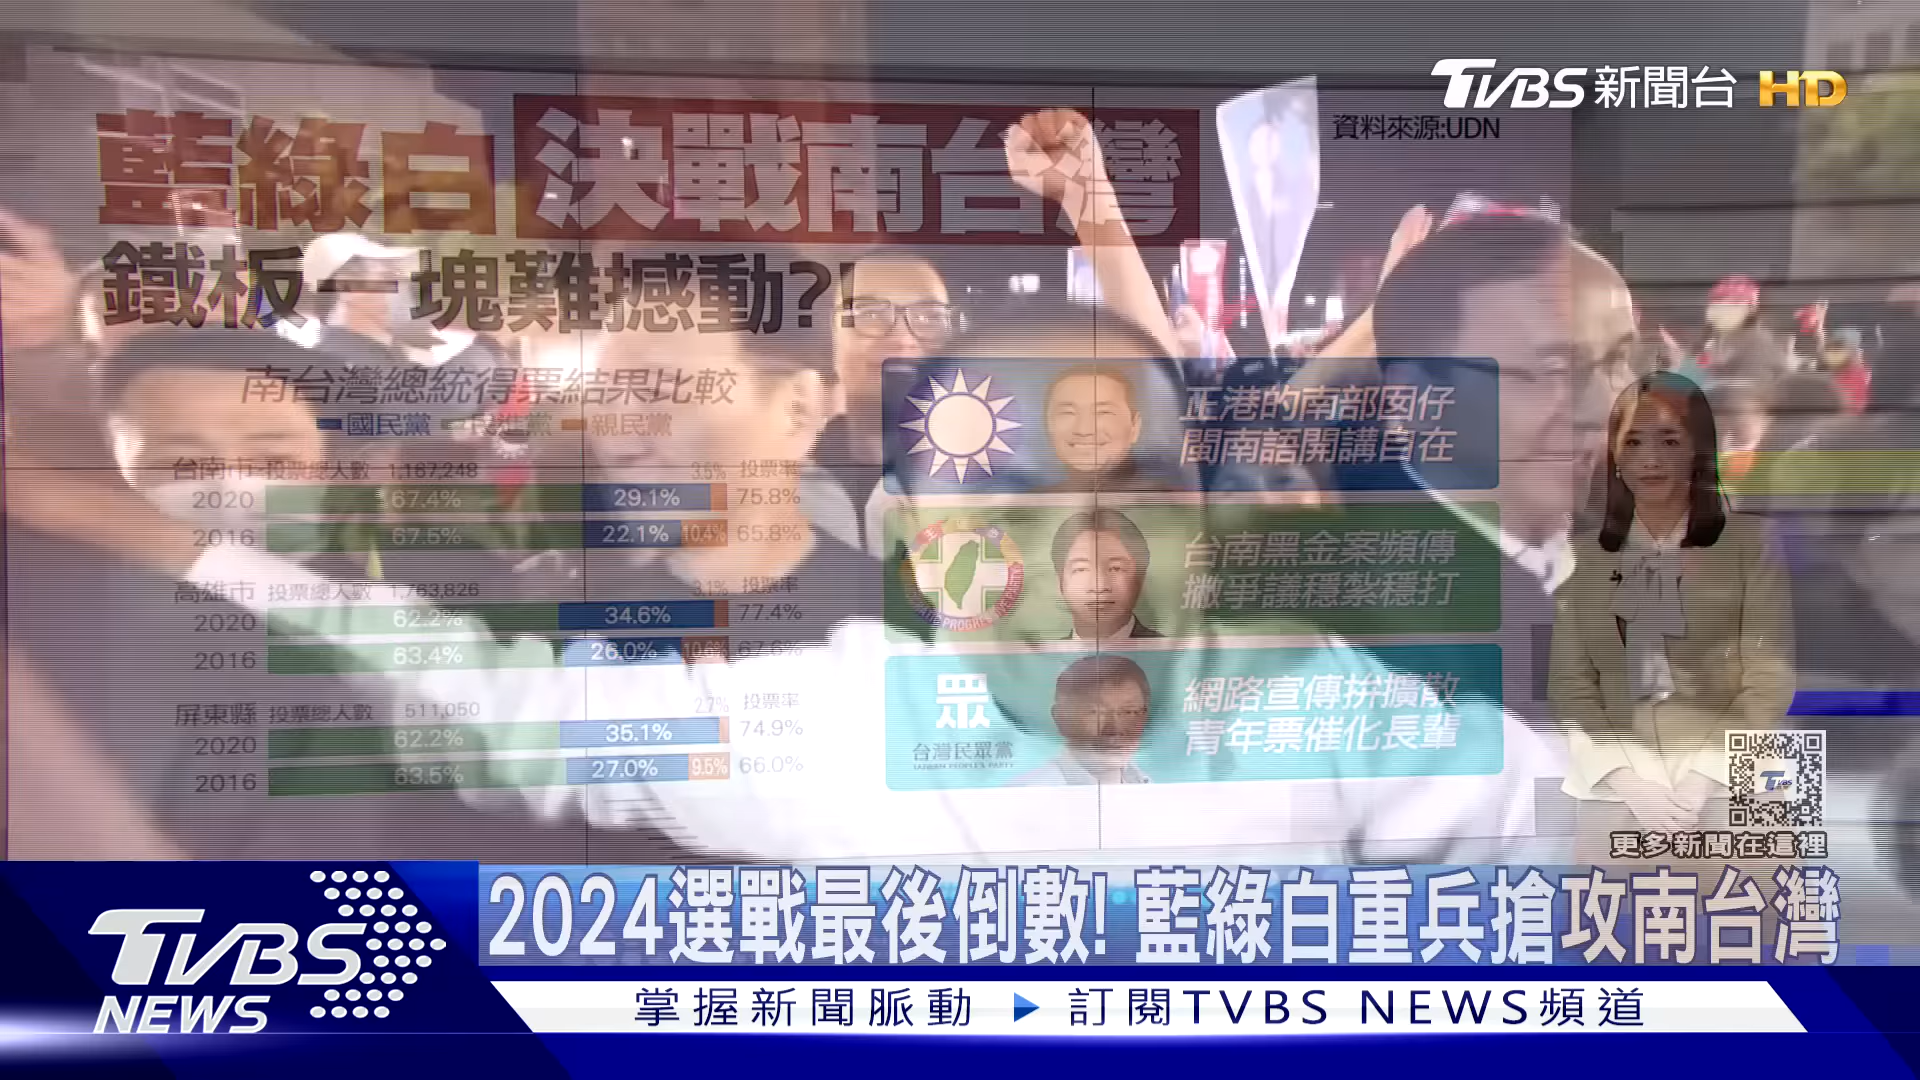 TVBS新聞台 HD
資料來源:UDN
藍綠白 決戰南台灣
鐵板一塊難撼動?!
南台灣總統得票結果比較
國民黨 民進黨 親民黨
台南市 投票總人數 1,167,248 3.5% 投票率
2020 67.4% 29.1% 75.8%
2016 67.5% 22.1% 10.4% 65.8%
高雄市 投票總人數 1,763,826 3.1% 投票率
2020 62.2% 34.6% 77.4%
2016 63.4% 26.0% 10.6% 67.6%
屏東縣 投票總人數 511,050 2.7% 投票率
2020 62.2% 35.1% 74.9%
2016 63.5% 27.0% 9.5% 66.0%
正港的南部囡仔
閩南語開講自在
台南黑金案頻傳
撇爭議穩紮穩打
眾
台灣民眾黨
TAIWAN PEOPLE'S PARTY
網路宣傳拚擴散
青年票催化長輩
TVBS
更多新聞在這裡
2024選戰最後倒數! 藍綠白重兵搶攻南台灣
TVBS
NEWS
掌握新聞脈動 ▶ 訂閱TVBS NEWS頻道